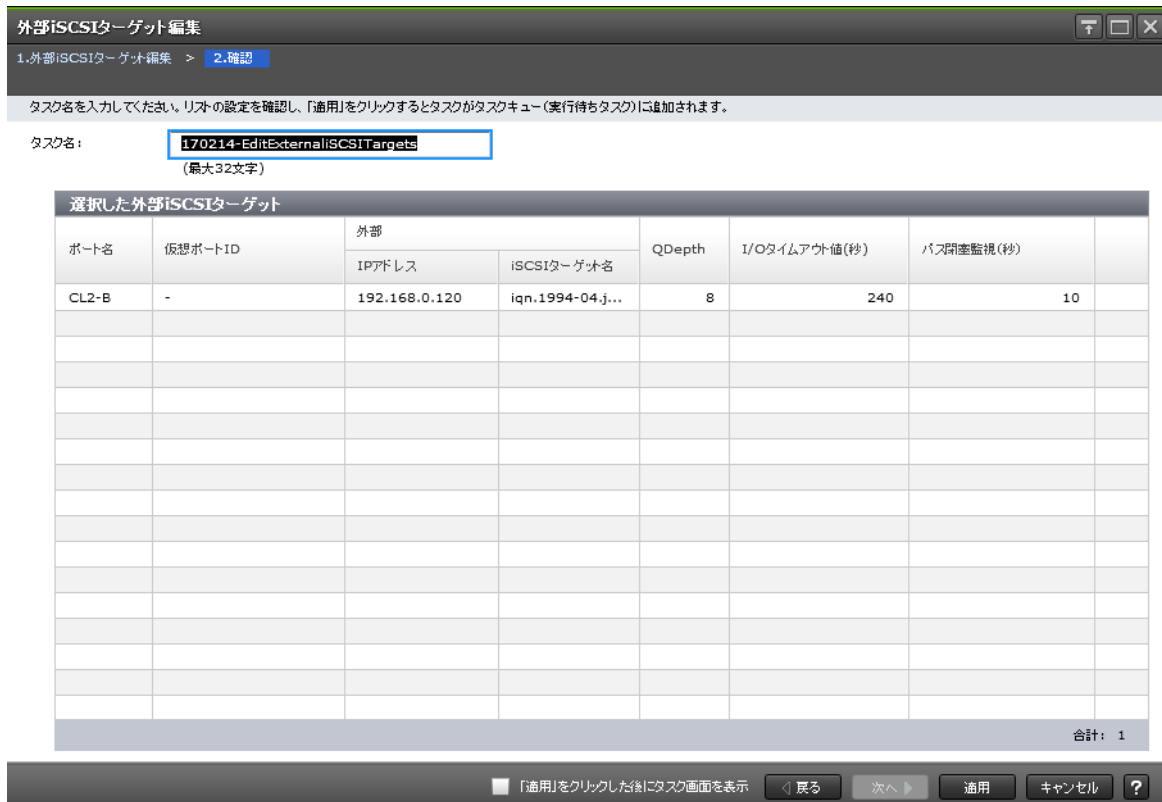 外部iSCSIターゲット編集
1.外部iSCSIターゲット編集 > 2.確認
タスク名を入力してください。リストの設定を確認し、「適用」をクリックするとタスクがタスクキュー(実行待ちタスク)に追加されます。
タスク名: 170214-EditExternaliSCSITargets
(最大32文字)
選択した外部iSCSIターゲット
ポート名 仮想ポートID 外部 QDepth I/Oタイムアウト値(秒) パス閉塞監視(秒)
IPアドレス iSCSIターゲット名
CL2-B - 192.168.0.120 iqn.1994-04.j... 8 240 10
合計: 1
「適用」をクリックした後にタスク画面を表示 戻る 次へ 適用 キャンセル ?